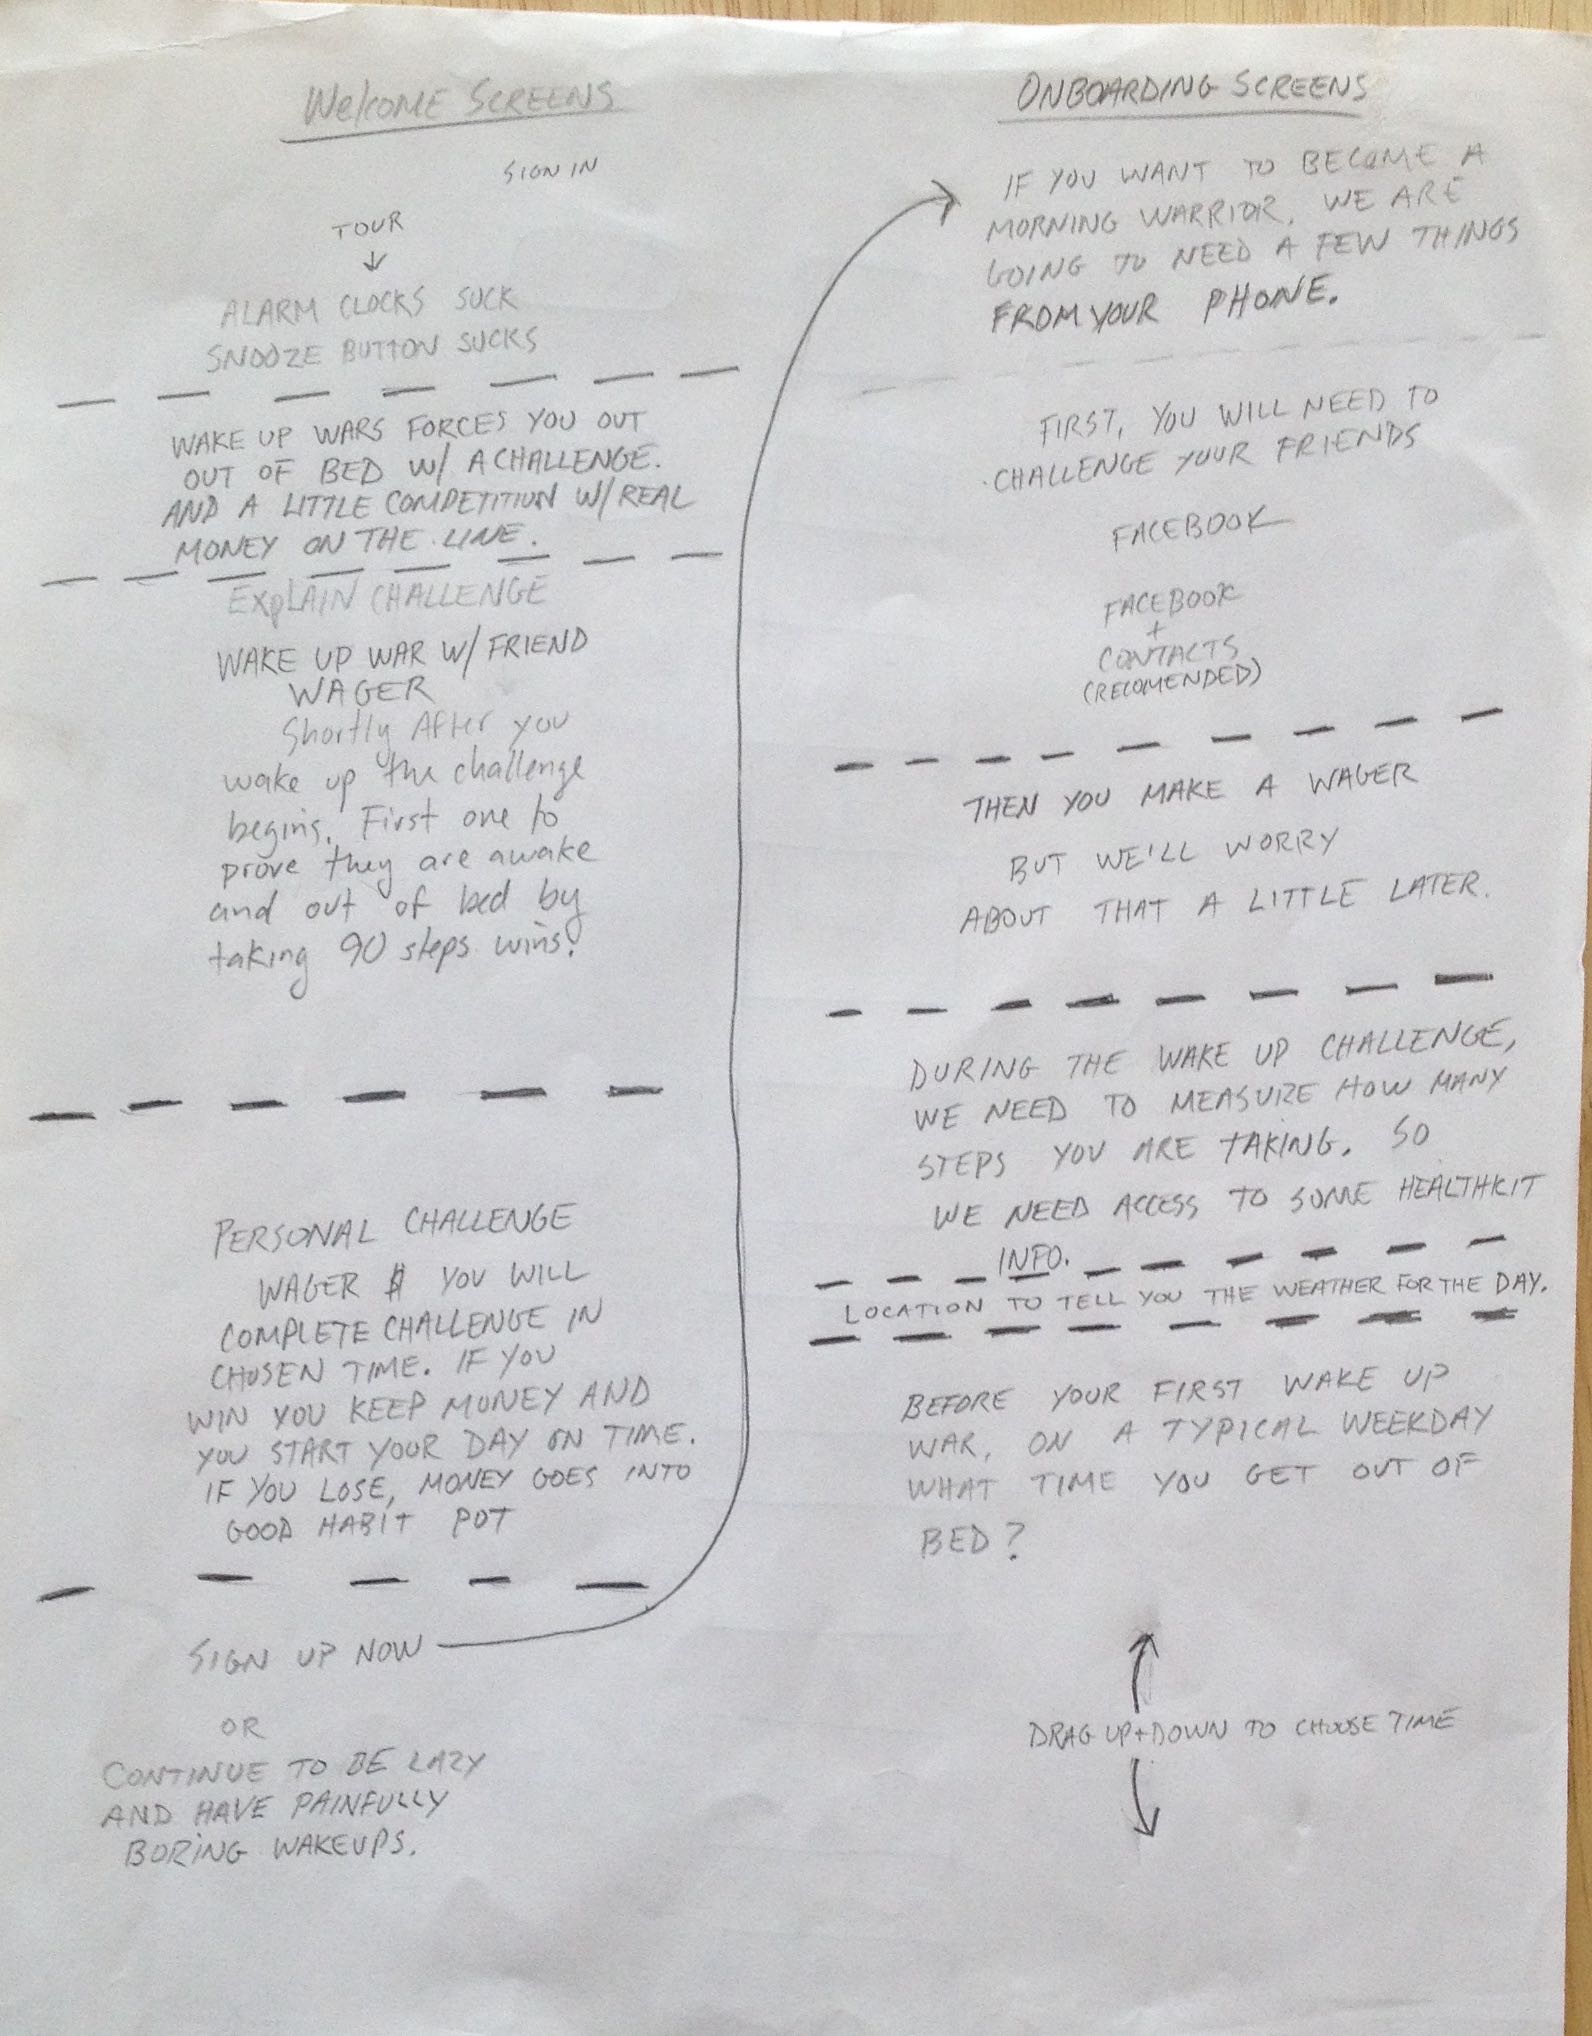 Welcome SCREENS
SIGN IN
TOUR
ALARM CLOCKS SUCK
SNOOZE BUTTON SUCKS
WAKE UP WARS FORCES YOU OUT
OUT OF BED W/ A CHALLENGE.
AND A LITTLE COMPETITION W/ REAL
MONEY ON THE LINE.
EXPLAIN CHALLENGE
WAKE UP WAR W/ FRIEND
WAGER
Shortly After you
wake up the challenge
begins. First one to
prove they are awake
and out of bed by
taking 90 steps wins.
PERSONAL CHALLENGE
WAGER $ YOU WILL
COMPLETE CHALLENGE IN
CHOSEN TIME. IF YOU
WIN YOU KEEP MONEY AND
YOU START YOUR DAY ON TIME.
IF YOU LOSE, MONEY GOES INTO
GOOD HABIT POT
SIGN UP NOW
OR
CONTINUE TO BE LAZY
AND HAVE PAINFULLY
BORING WAKEUPS.
ONBOARDING SCREENS
IF YOU WANT TO BECOME A
MORNING WARRIOR, WE ARE
GOING TO NEED A FEW THINGS
FROM YOUR PHONE.
FIRST, YOU WILL NEED TO
CHALLENGE YOUR FRIENDS
FACEBOOK
FACEBOOK
+
CONTACTS
(RECOMENDED)
THEN YOU MAKE A WAGER
BUT WE'LL WORRY
ABOUT THAT A LITTLE LATER.
DURING THE WAKE UP CHALLENGE,
WE NEED TO MEASURE HOW MANY
STEPS YOU ARE TAKING. SO
WE NEED ACCESS TO SOME HEALTHKIT
INFO.
LOCATION TO TELL YOU THE WEATHER FOR THE DAY.
BEFORE YOUR FIRST WAKE UP
WAR, ON A TYPICAL WEEKDAY
WHAT TIME YOU GET OUT OF
BED?
DRAG UP + DOWN TO CHOOSE TIME